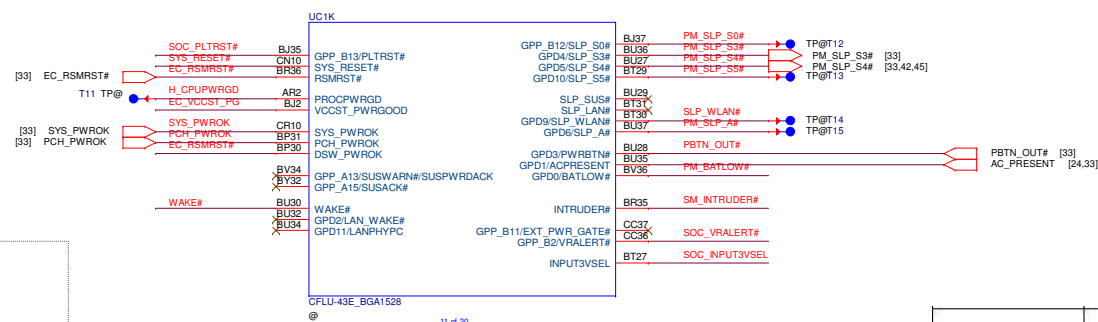 UC1K
SOC_PLTRST# BJ35 GPP_B13/PLTRST# GPP_B12/SLP_S0# BJ37 PM_SLP_S0# TP@T12
SYS_RESET# CN10 SYS_RESET# GPD4/SLP_S3# BU36 PM_SLP_S3# PM_SLP_S3# [33]
[33] EC_RSMRST# EC_RSMRST# BR36 RSMRST# GPD5/SLP_S4# BU27 PM_SLP_S4# PM_SLP_S4# [33,42,45]
GPD10/SLP_S5# BT29 PM_SLP_S5# TP@T13
T11 TP@ H_CPUPWRGD AR2 PROCPWRGD SLP_SUS# BU29
EC_VCCST_PG BJ2 VCCST_PWRGOOD SLP_LAN# BT31
GPD9/SLP_WLAN# BT30 SLP_WLAN# TP@T14
[33] SYS_PWROK SYS_PWROK CR10 SYS_PWROK GPD6/SLP_A# BU37 PM_SLP_A# TP@T15
[33] PCH_PWROK PCH_PWROK BP31 PCH_PWROK
EC_RSMRST# BP30 DSW_PWROK GPD3/PWRBTN# BU28 PBTN_OUT# PBTN_OUT# [33]
GPD1/ACPRESENT BU35 AC_PRESENT [24,33]
BV34 GPP_A13/SUSWARN#/SUSPWRDACK GPD0/BATLOW# BV36 PM_BATLOW#
BY32 GPP_A15/SUSACK#
WAKE# BU30 WAKE# INTRUDER# BR35 SM_INTRUDER#
BU32 GPD2/LAN_WAKE#
BU34 GPD11/LANPHYPC GPP_B11/EXT_PWR_GATE# CC37
GPP_B2/VRALERT# CC36 SOC_VRALERT#
INPUT3VSEL BT27 SOC_INPUT3VSEL
CFLU-43E_BGA1528
@
11 of 20